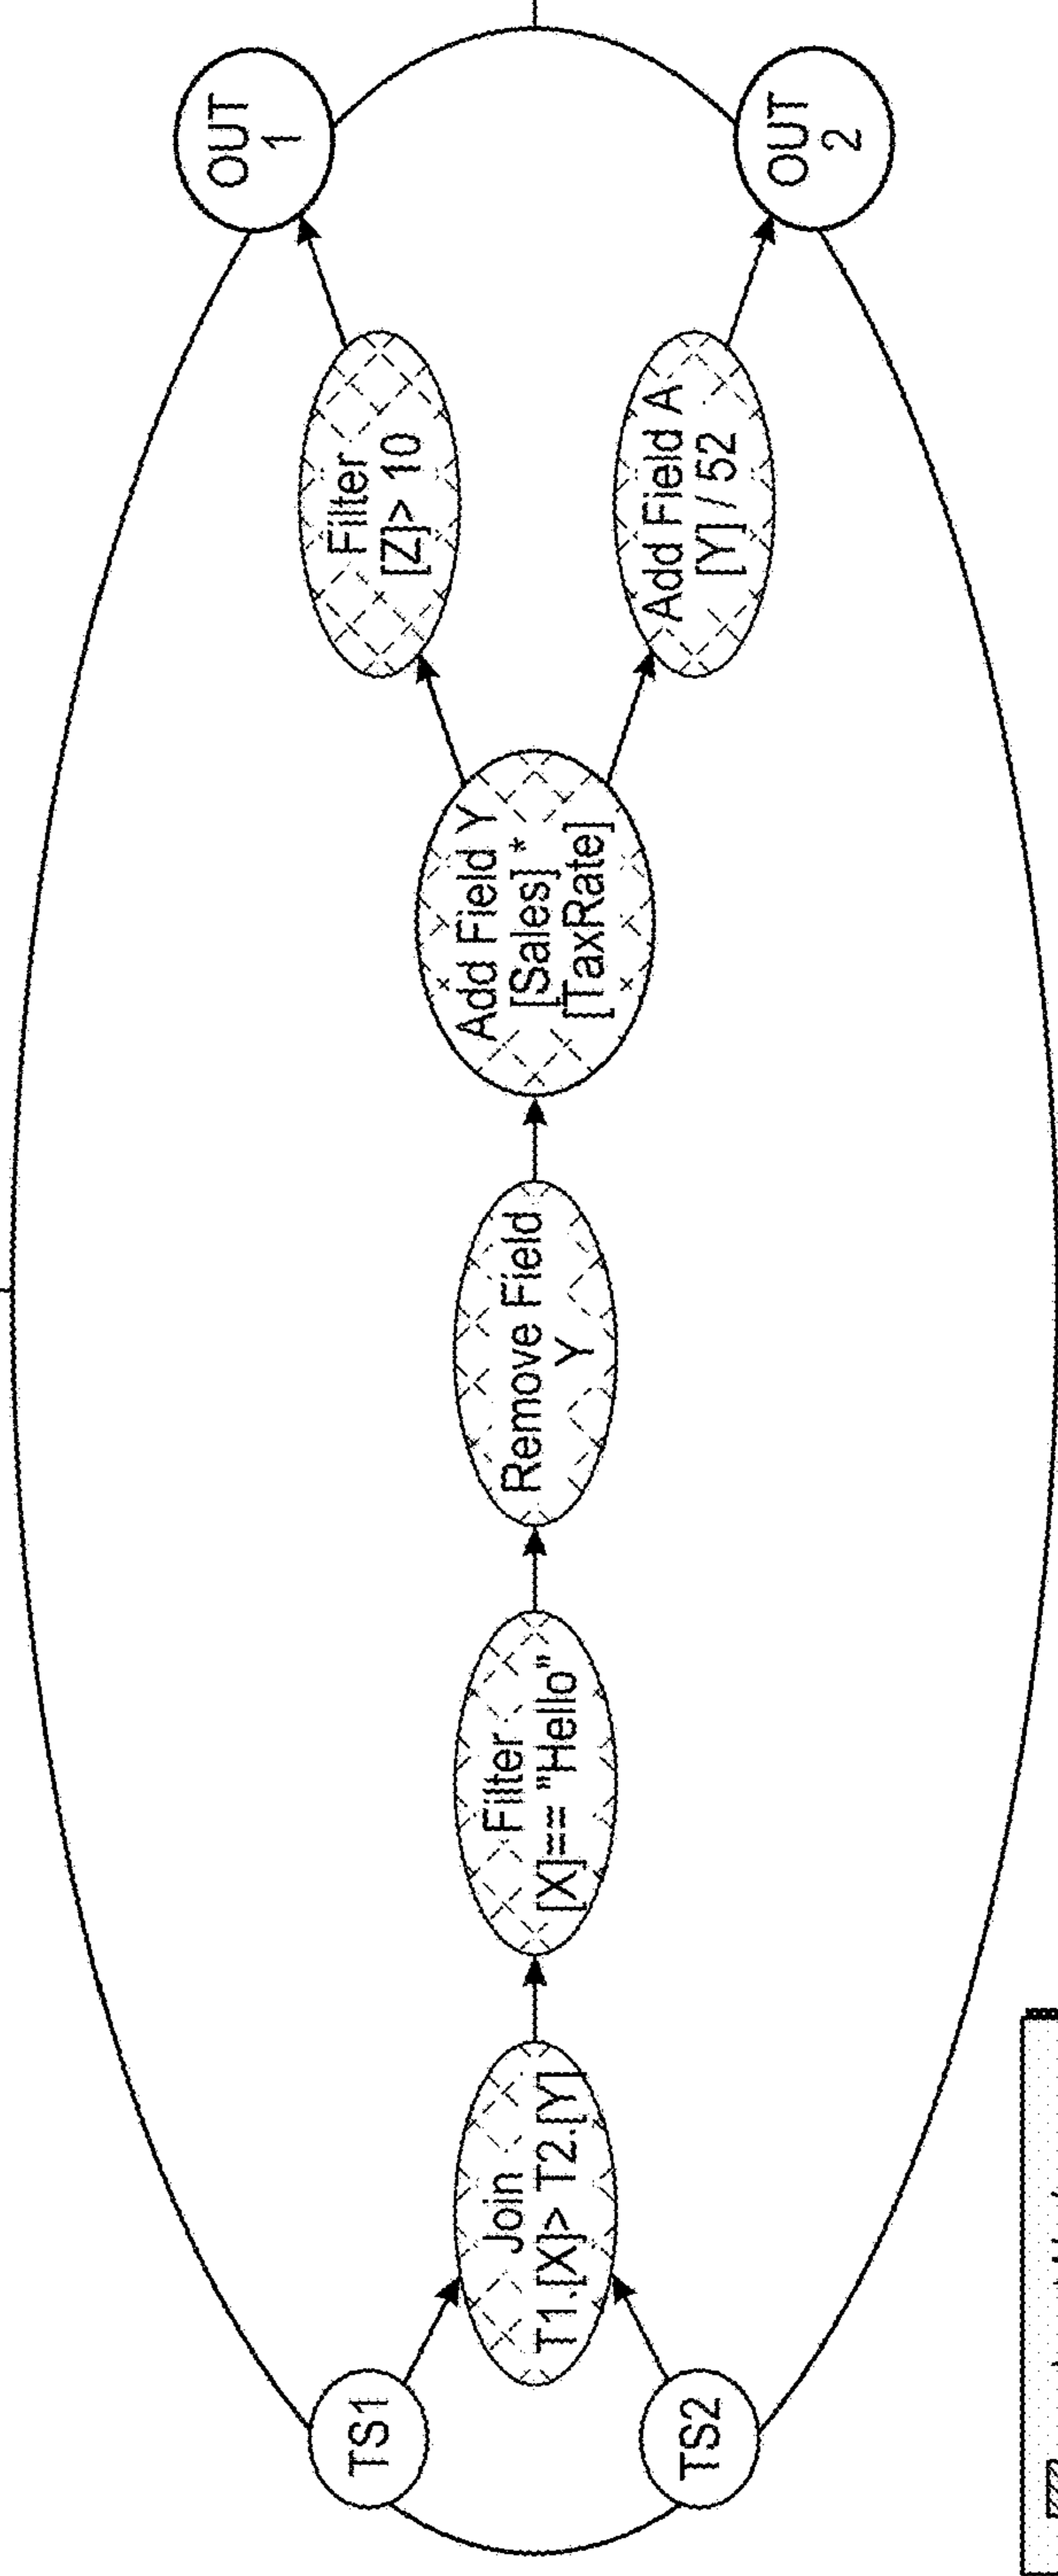 TS1
TS2
Join
T1.[X]> T2.[Y]
Filter
[X]== "Hello"
Remove Field
Y
Add Field Y
[Sales] *
[TaxRate]
Filter
[Z]> 10
Add Field A
[Y] / 52
OUT
1
OUT
2